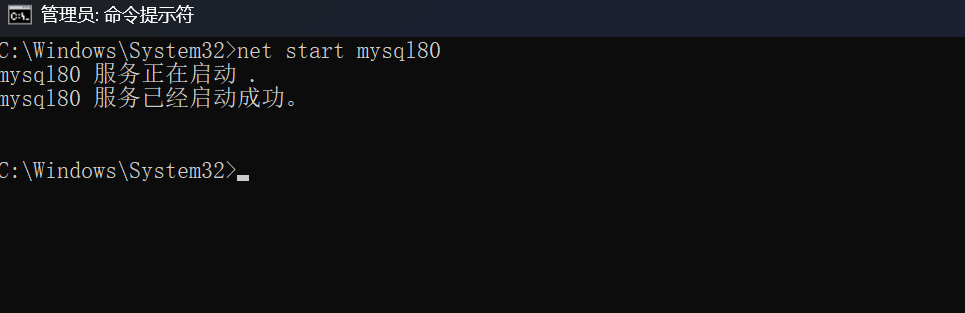 管理员: 命令提示符
C:\Windows\System32>net start mysql80
mysql80 服务正在启动 .
mysql80 服务已经启动成功。
C:\Windows\System32>